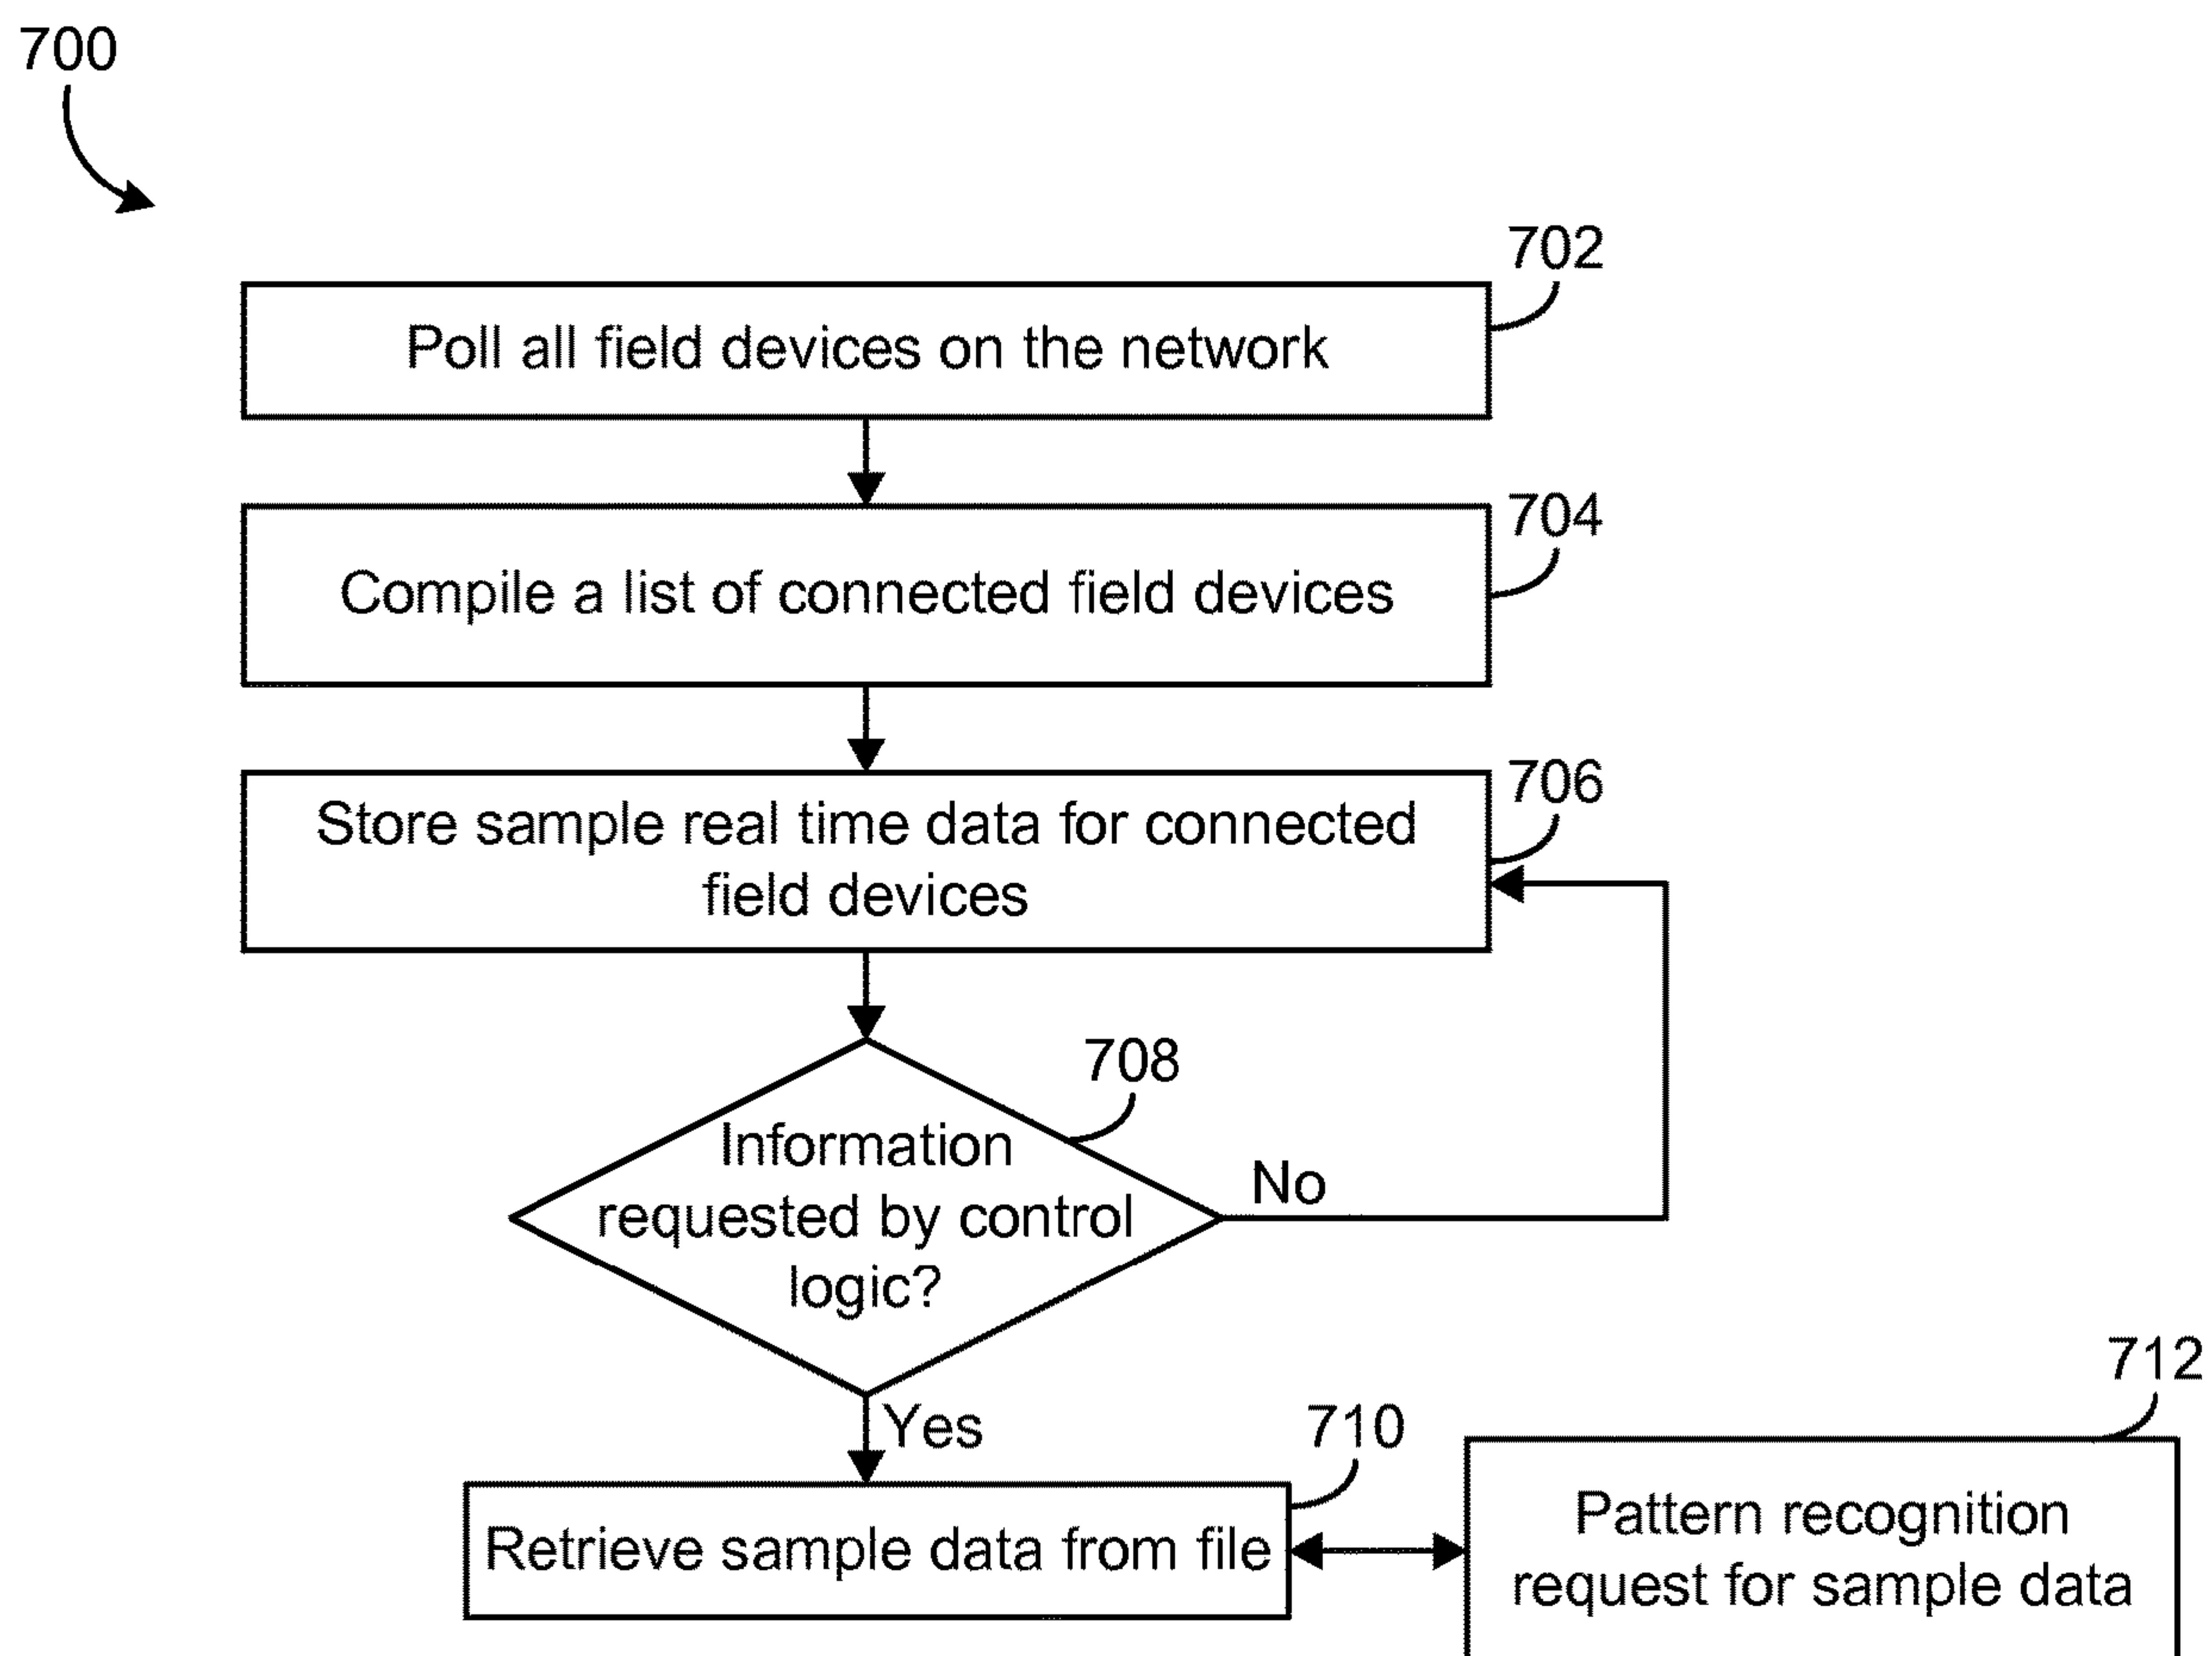 700
702
Poll all field devices on the network
704
Compile a list of connected field devices
706
Store sample real time data for connected
field devices
708
Information
requested by control
logic?
No
Yes
710
712
Retrieve sample data from file
Pattern recognition
request for sample data